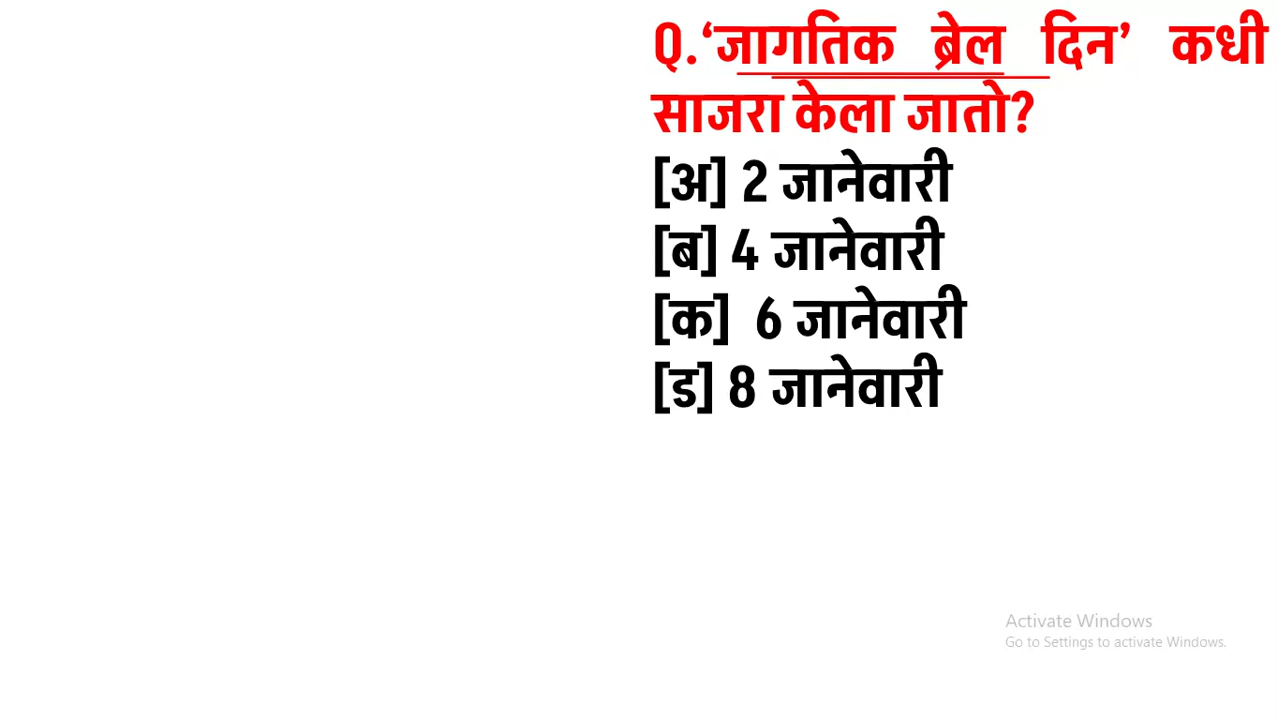 Q.‘जागतिक ब्रेल दिन’ कधी
साजरा केला जातो?
[अ] 2 जानेवारी
[ब] 4 जानेवारी
[क] 6 जानेवारी
[ड] 8 जानेवारी
Activate Windows
Go to Settings to activate Windows.